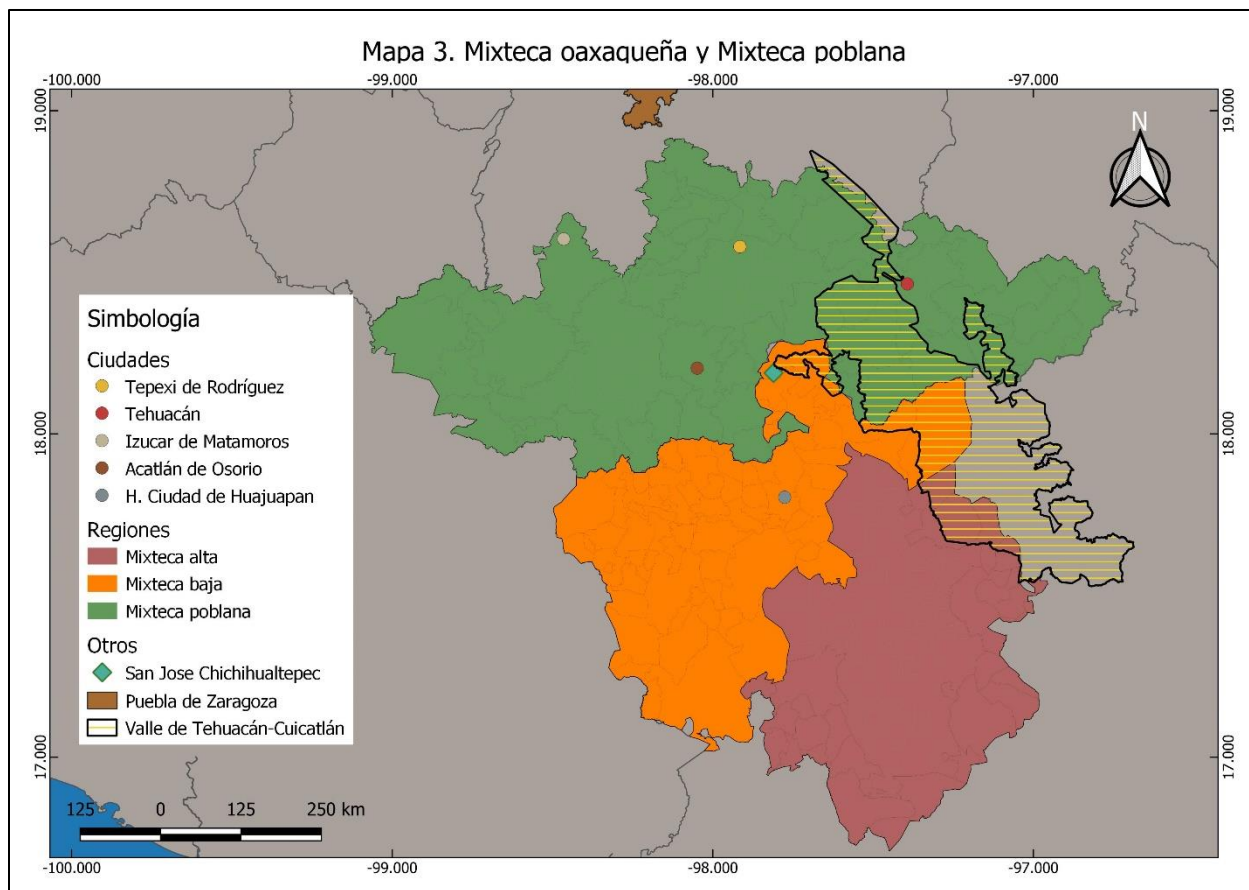 Mapa 3. Mixteca oaxaqueña y Mixteca poblana
-100.000 -99.000 -98.000 -97.000
19.000 19.000
N
Simbología
Ciudades
Tepexi de Rodríguez
Tehuacán
Izucar de Matamoros
Acatlán de Osorio
H. Ciudad de Huajuapan
Regiones
Mixteca alta
Mixteca baja
Mixteca poblana
Otros
San Jose Chichihualtepec
Puebla de Zaragoza
Valle de Tehuacán-Cuicatlán
18.000 18.000
17.000 17.000
125 0 125 250 km
-100.000 -99.000 -98.000 -97.000